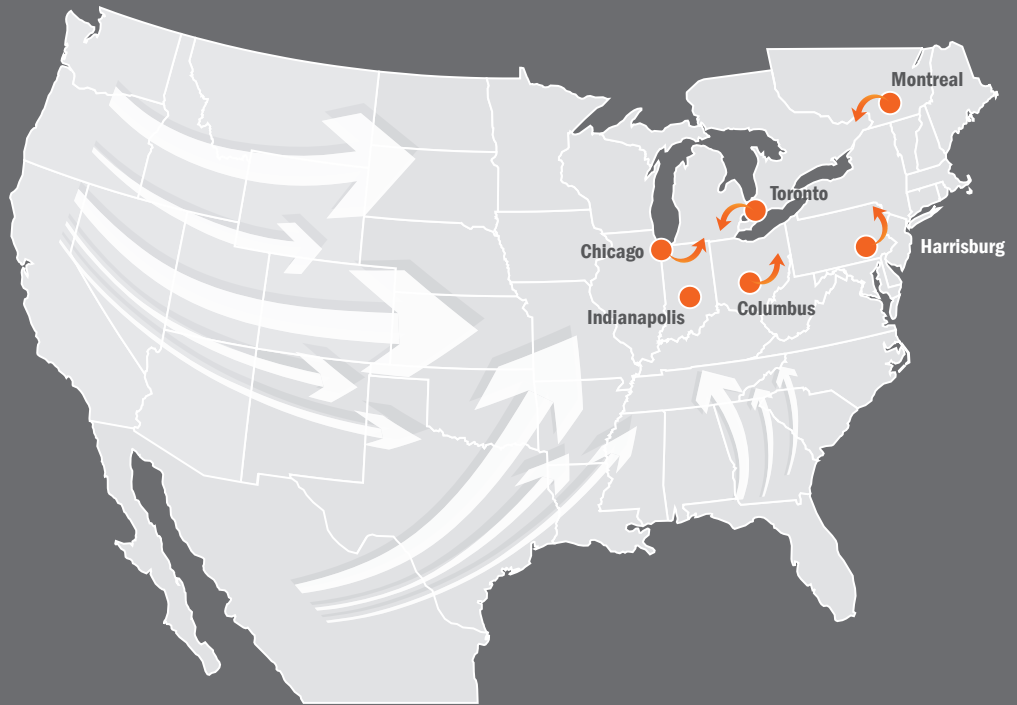 Montreal
Toronto
Chicago
Harrisburg
Columbus
Indianapolis